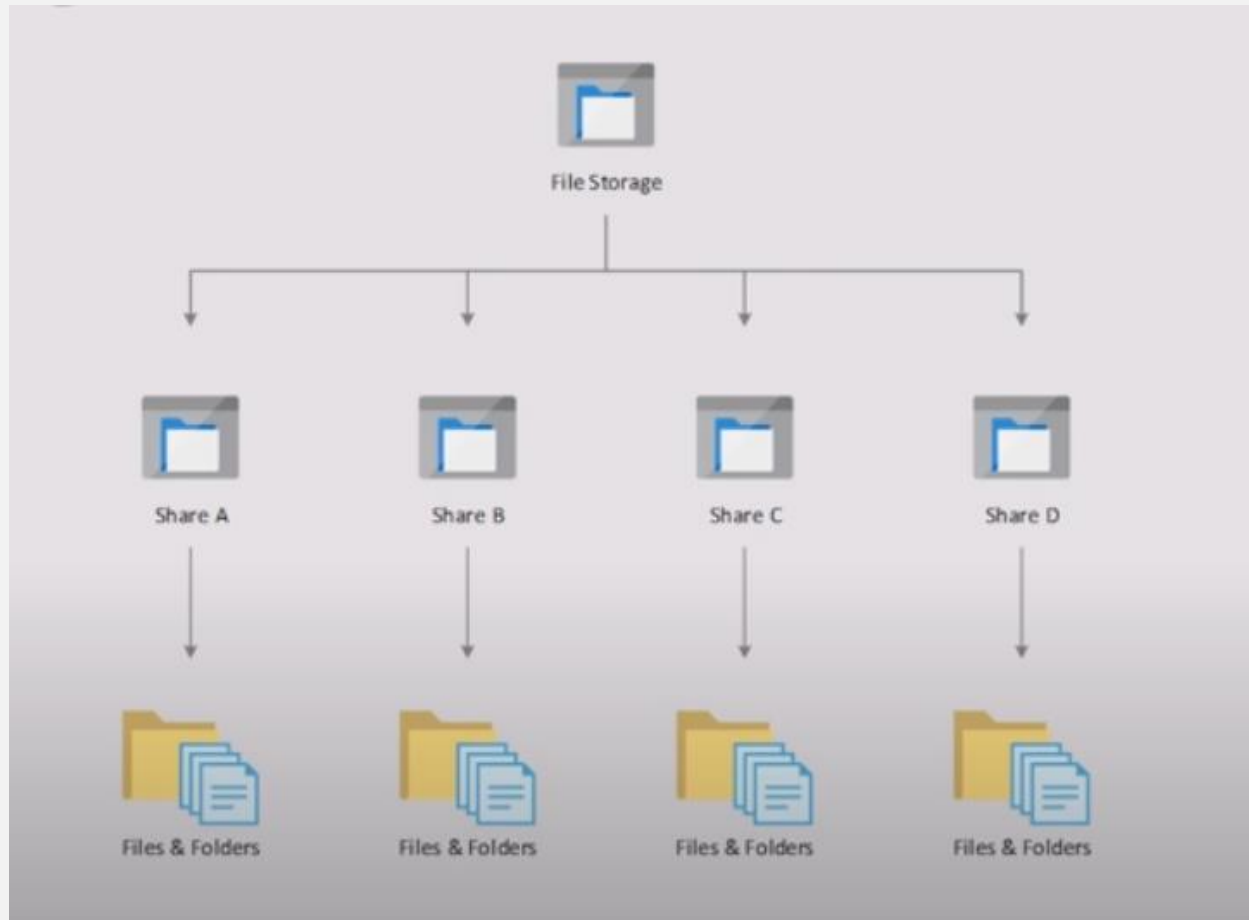 File Storage
Share A
Share B
Share C
Share D
Files & Folders
Files & Folders
Files & Folders
Files & Folders